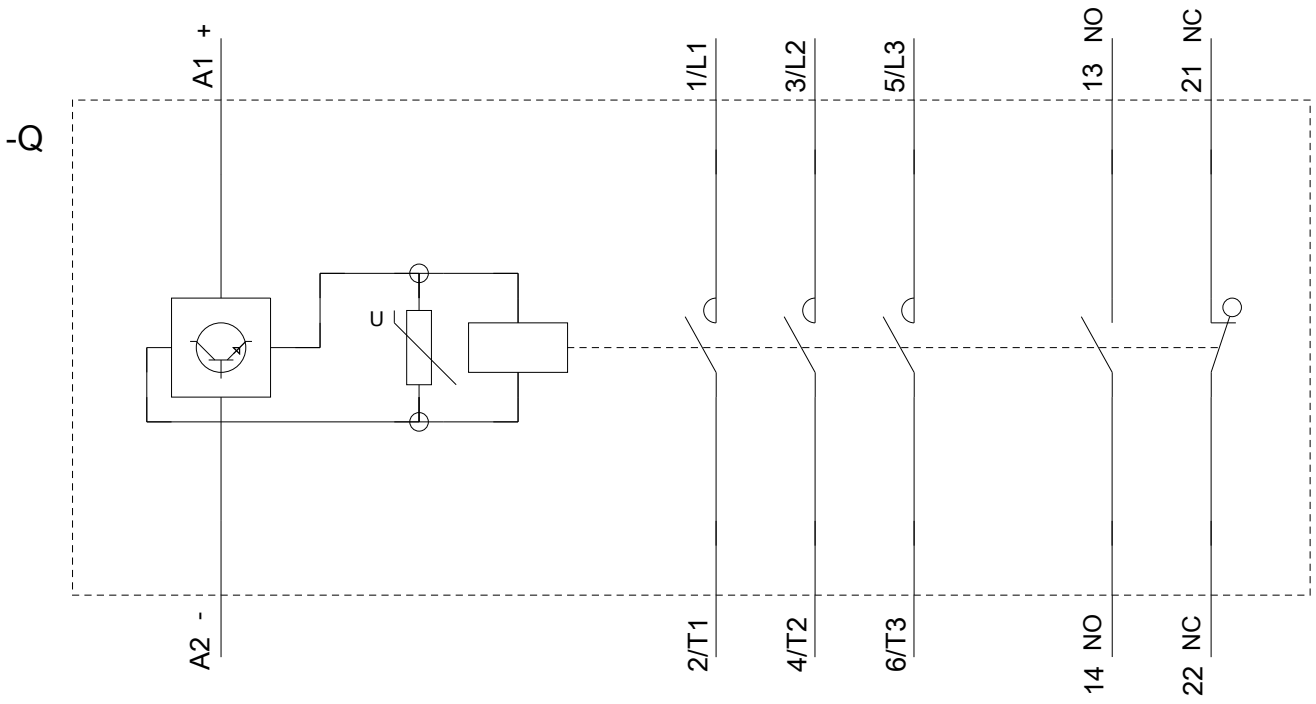 A1 +
1/L1
3/L2
5/L3
13 NO
21 NC
-Q
U
A2 -
2/T1
4/T2
6/T3
14 NO
22 NC